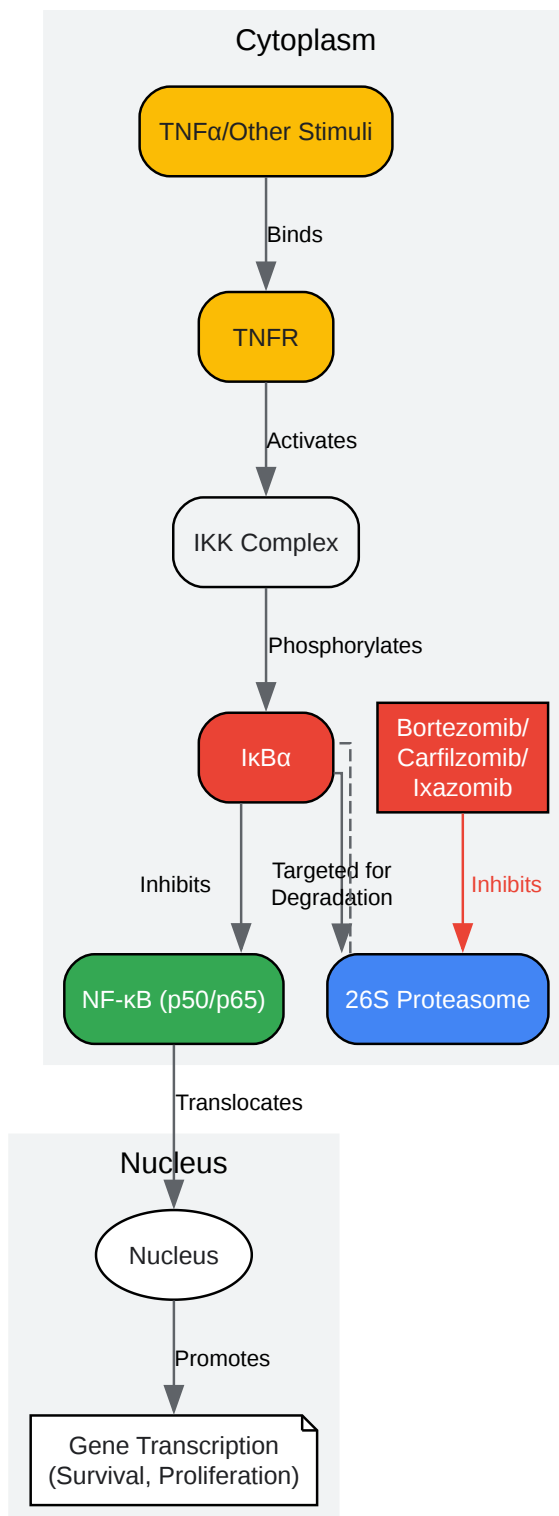 Cytoplasm
TNFα/Other Stimuli
Binds
TNFR
Activates
IKK Complex
Phosphorylates
IκBα
Bortezomib/
Carfilzomib/
Ixazomib
Inhibits
Targeted for
Degradation
Inhibits
NF-κB (p50/p65)
26S Proteasome
Translocates
Nucleus
Nucleus
Promotes
Gene Transcription
(Survival, Proliferation)